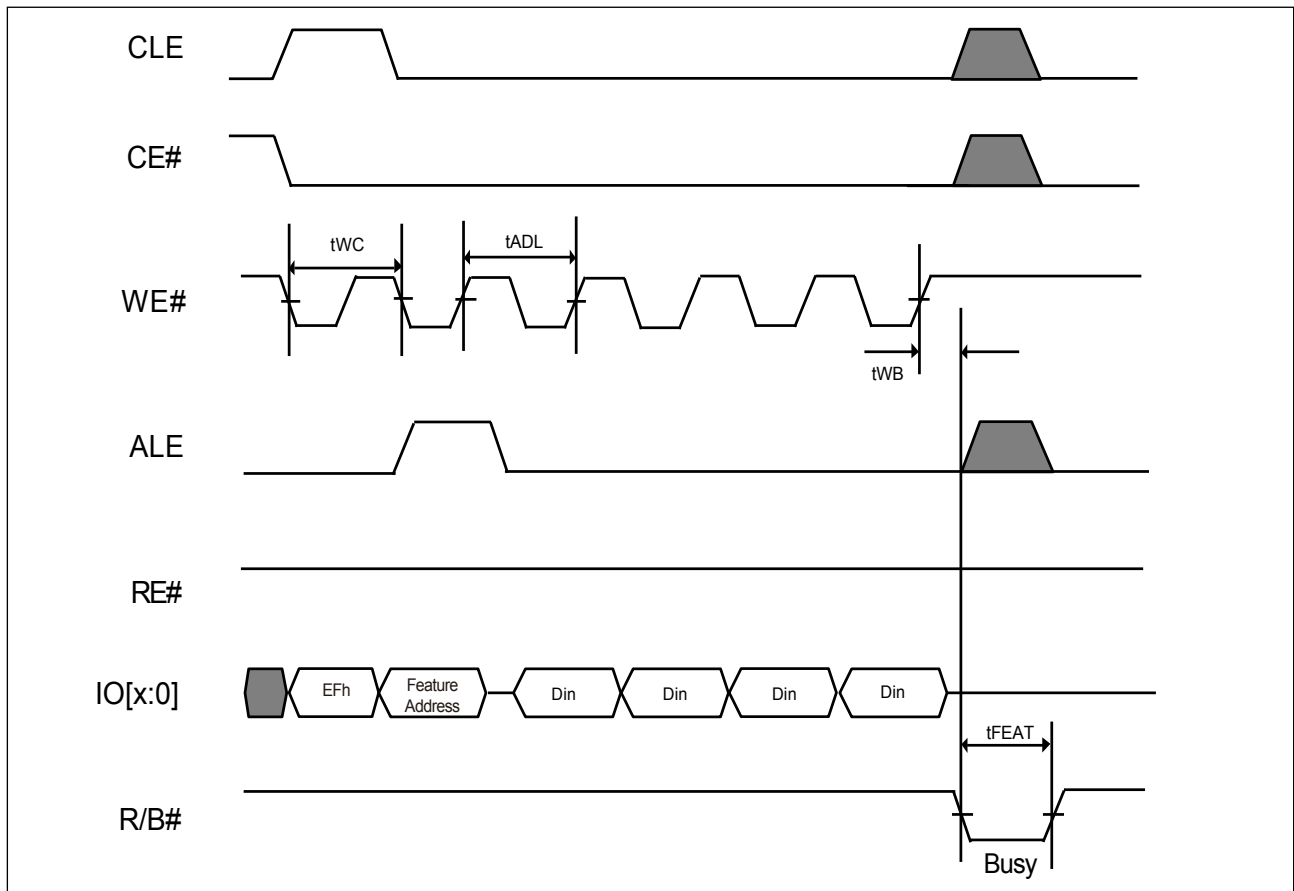 CLE
CE#
tWC
tADL
WE#
tWB
ALE
RE#
IO[x:0]
EFh
Feature
Address
Din
Din
Din
Din
tFEAT
R/B#
Busy